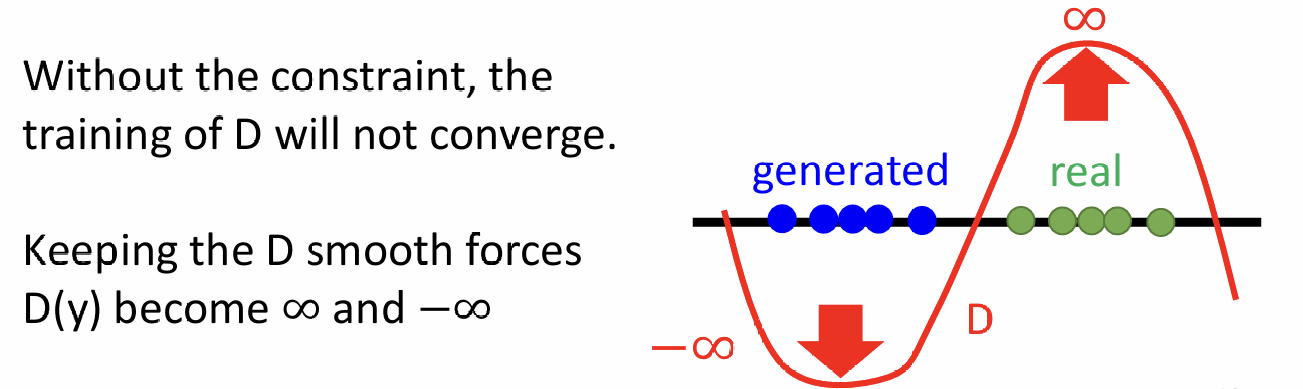 Without the constraint, the
training of D will not converge.
Keeping the D smooth forces
D(y) become ∞ and −∞
∞
generated
real
D
−∞